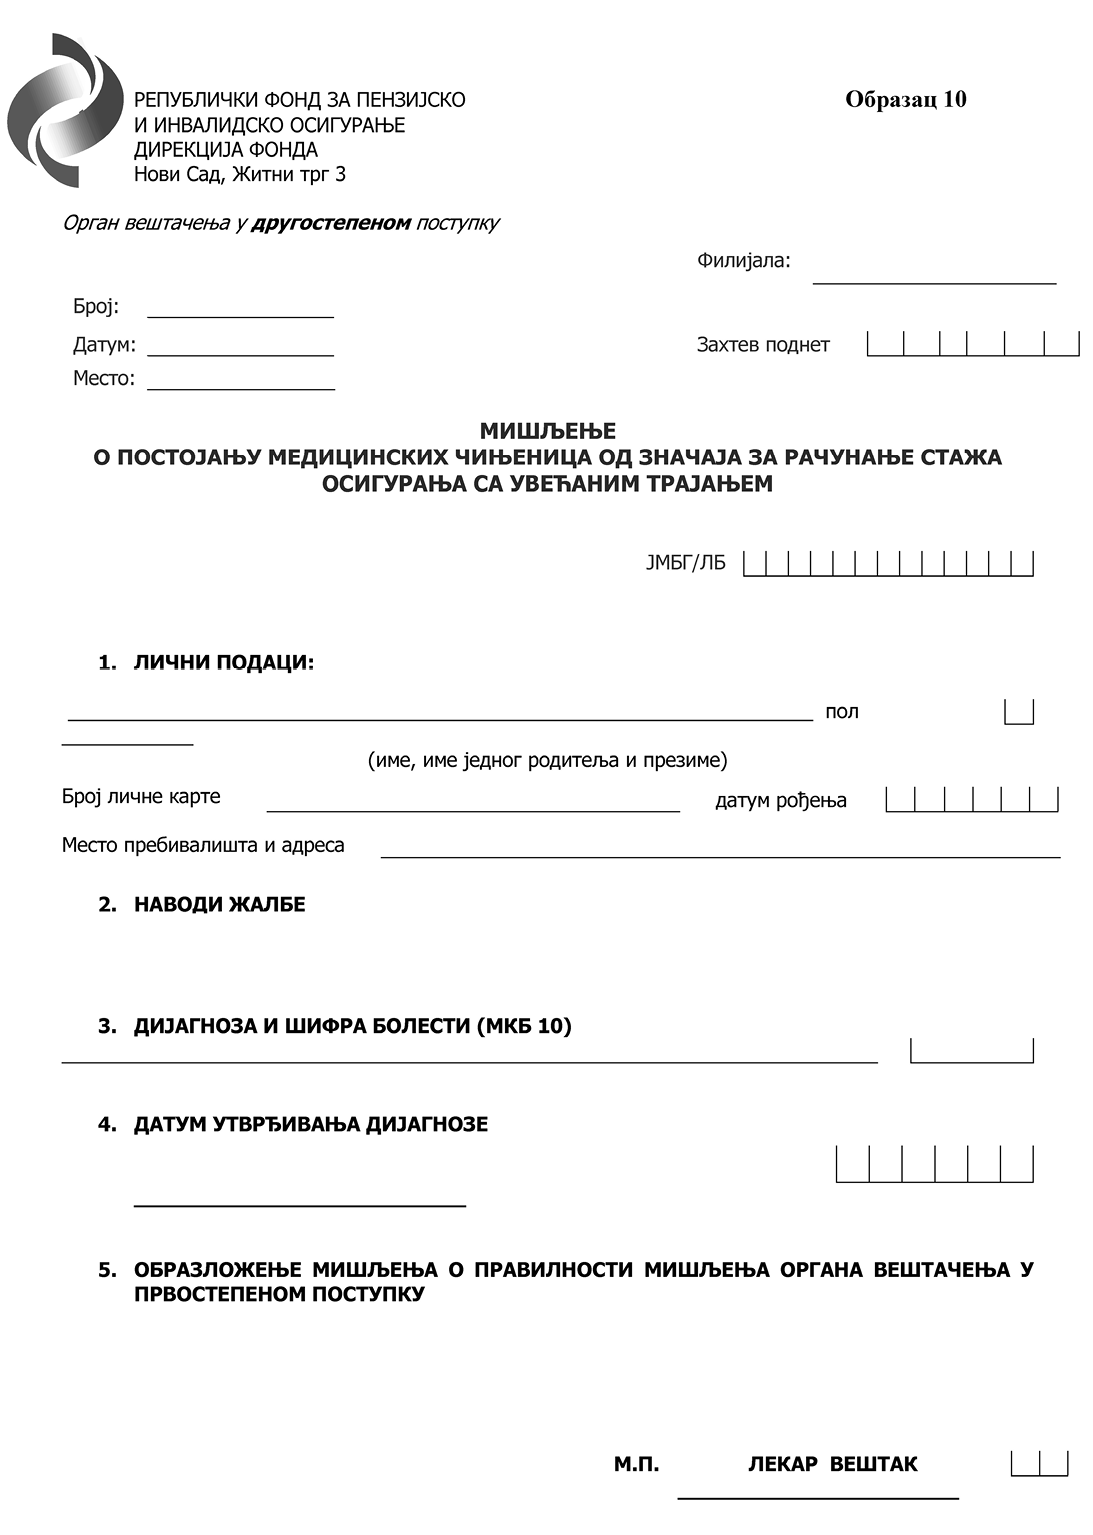 РЕПУБЛИЧКИ ФОНД ЗА ПЕНЗИЈСКО
И ИНВАЛИДСКО ОСИГУРАЊЕ
ДИРЕКЦИЈА ФОНДА
Нови Сад, Житни трг 3
Образац 10
Орган вештачења у другостепеном поступку
Филијала:
Број:
Датум:
Захтев поднет
Место:
МИШЉЕЊЕ
О ПОСТОЈАЊУ МЕДИЦИНСКИХ ЧИЊЕНИЦА ОД ЗНАЧАЈА ЗА РАЧУНАЊЕ СТАЖА
ОСИГУРАЊА СА УВЕЋАНИМ ТРАЈАЊЕМ
ЈМБГ/ЛБ
1. ЛИЧНИ ПОДАЦИ:
пол
(име, име једног родитеља и презиме)
Број личне карте датум рођења
Место пребивалишта и адреса
2. НАВОДИ ЖАЛБЕ
3. ДИЈАГНОЗА И ШИФРА БОЛЕСТИ (МКБ 10)
4. ДАТУМ УТВРЂИВАЊА ДИЈАГНОЗЕ
5. ОБРАЗЛОЖЕЊЕ МИШЉЕЊА О ПРАВИЛНОСТИ МИШЉЕЊА ОРГАНА ВЕШТАЧЕЊА У
ПРВОСТЕПЕНОМ ПОСТУПКУ
М.П. ЛЕКАР ВЕШТАК